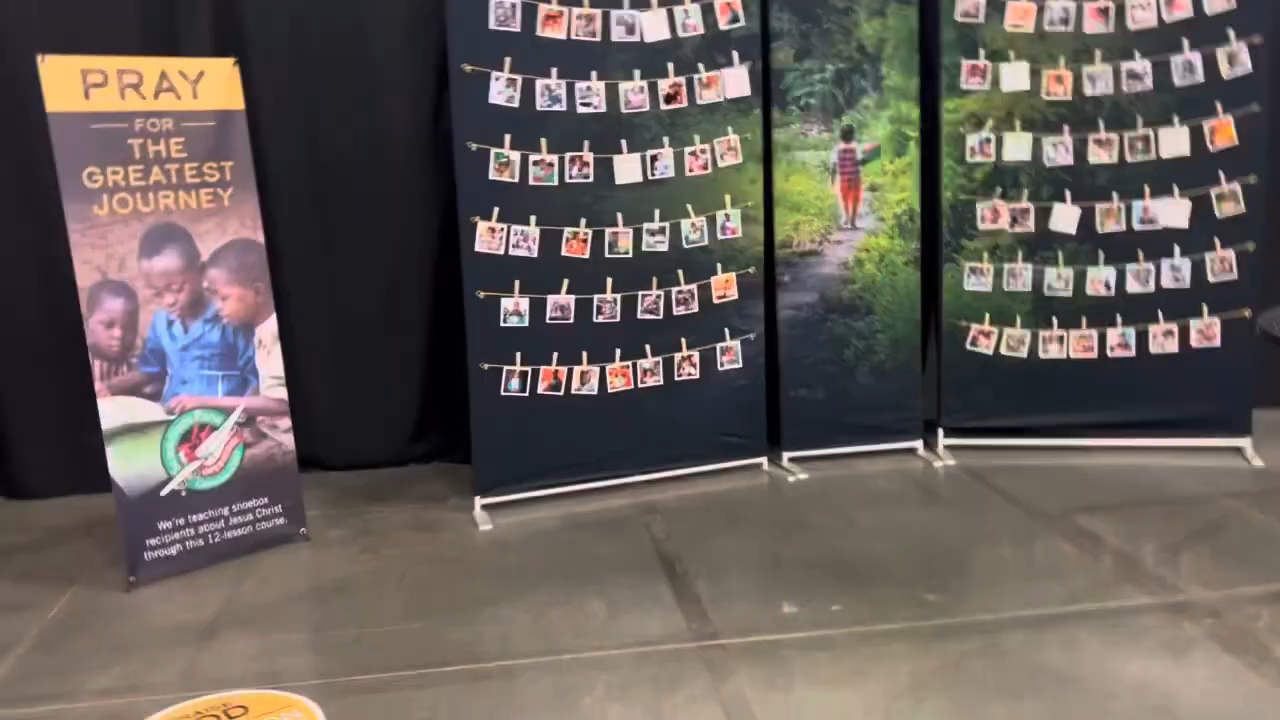 PRAY
FOR
THE
GREATEST
JOURNEY
We're teaching shoebox
recipients about Jesus Christ
through this 12-lesson course.